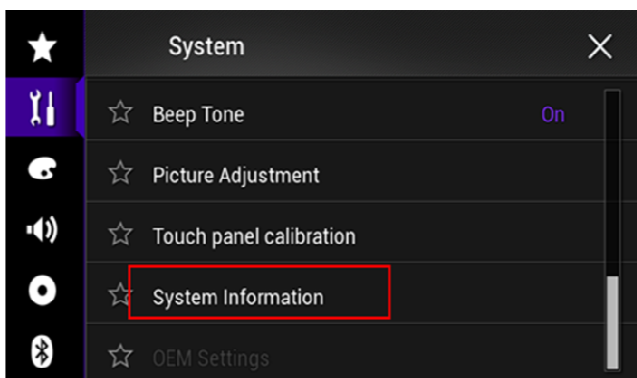 System
Beep Tone On
Picture Adjustment
Touch panel calibration
System Information
OEM Settings